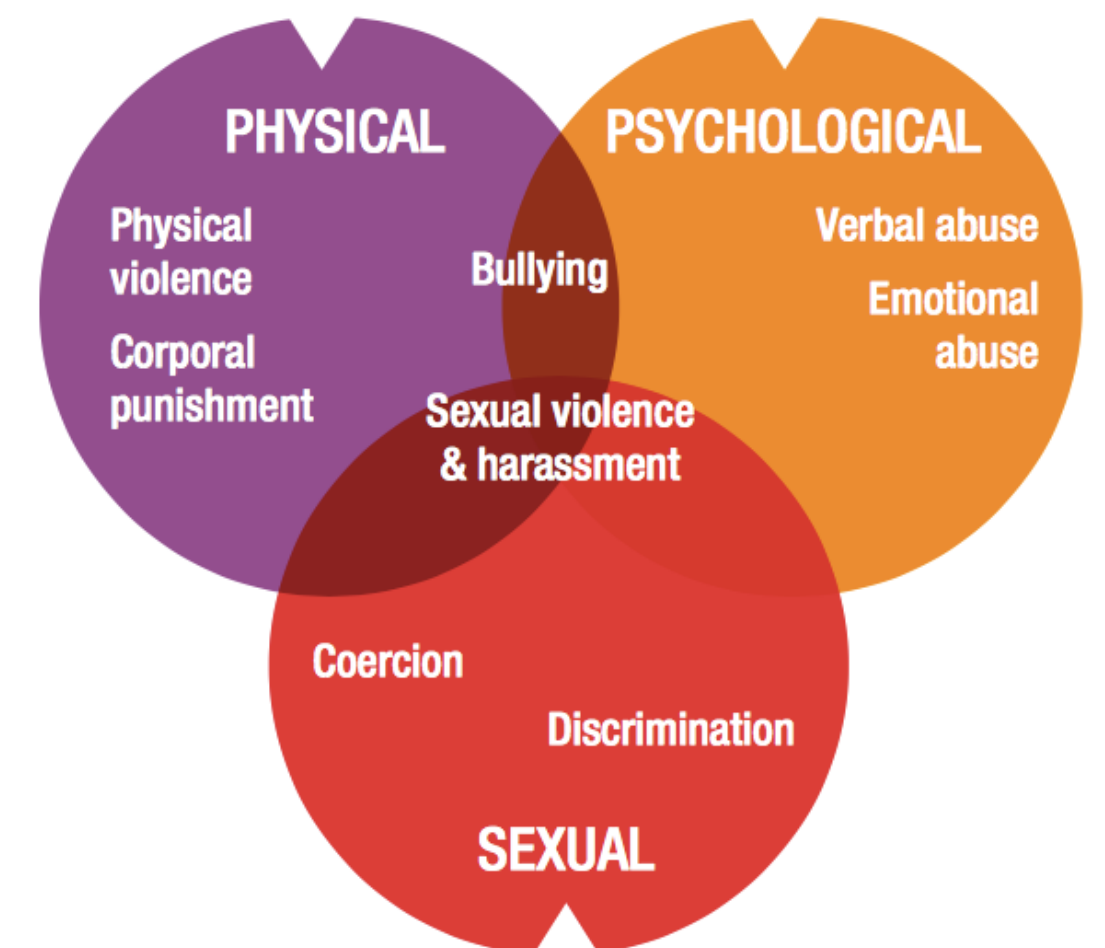 PHYSICAL
PSYCHOLOGICAL
Physical
violence
Corporal
punishment
Bullying
Verbal abuse
Emotional
abuse
Sexual violence
& harassment
Coercion
Discrimination
SEXUAL